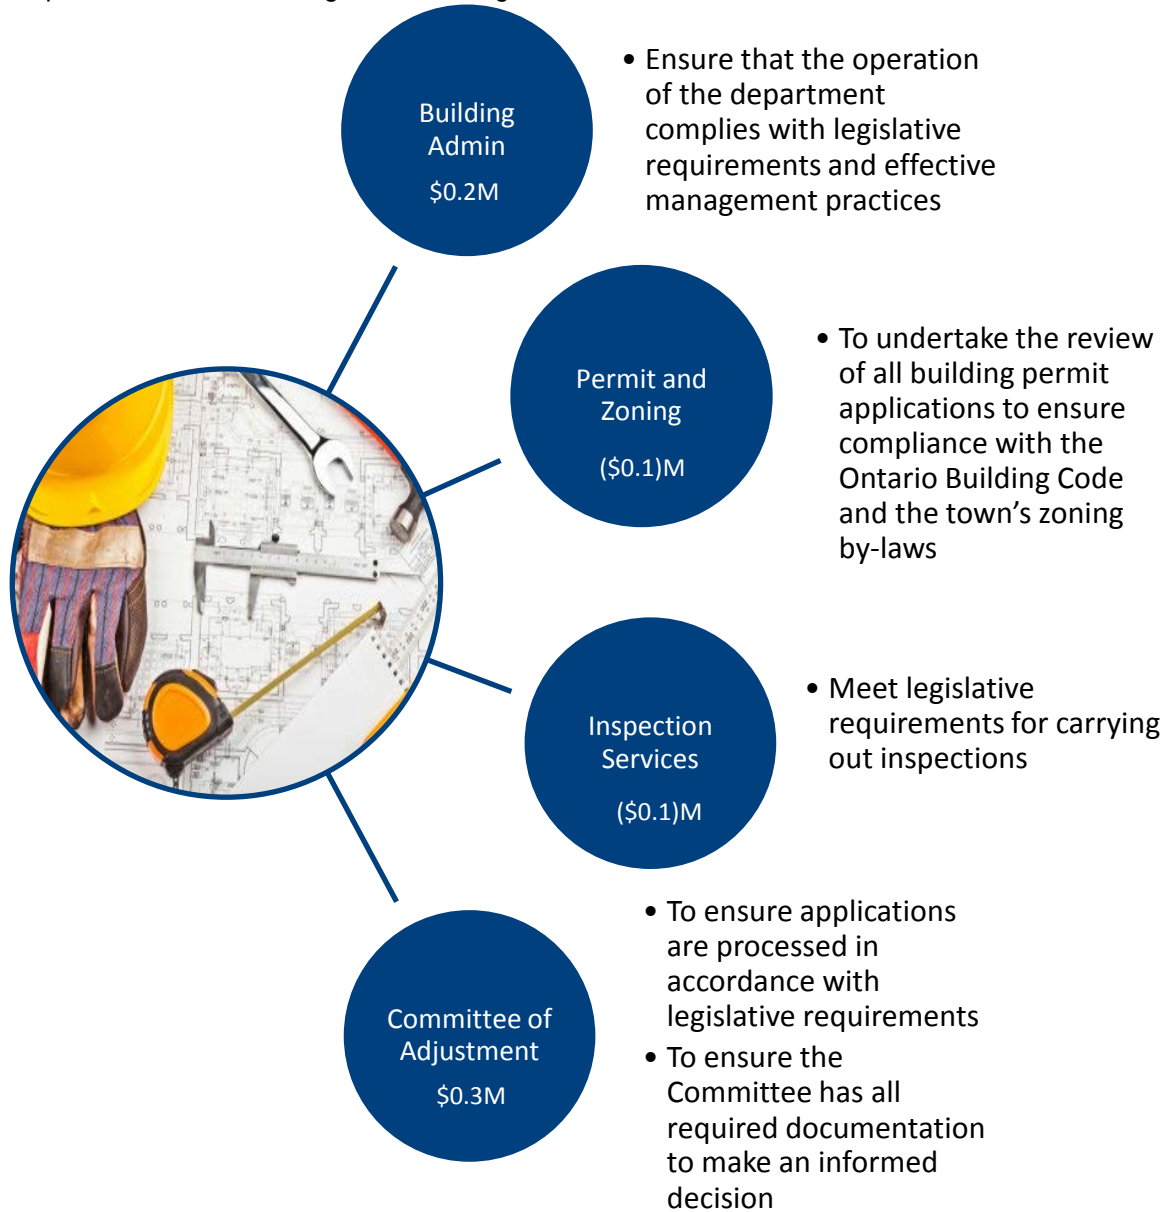 Building
Admin
$0.2M
• Ensure that the operation
of the department
complies with legislative
requirements and effective
management practices
Permit and
Zoning
($0.1)M
• To undertake the review
of all building permit
applications to ensure
compliance with the
Ontario Building Code
and the town’s zoning
by-laws
Inspection
Services
($0.1)M
• Meet legislative
requirements for carrying
out inspections
Committee of
Adjustment
$0.3M
• To ensure applications
are processed in
accordance with
legislative requirements
• To ensure the
Committee has all
required documentation
to make an informed
decision